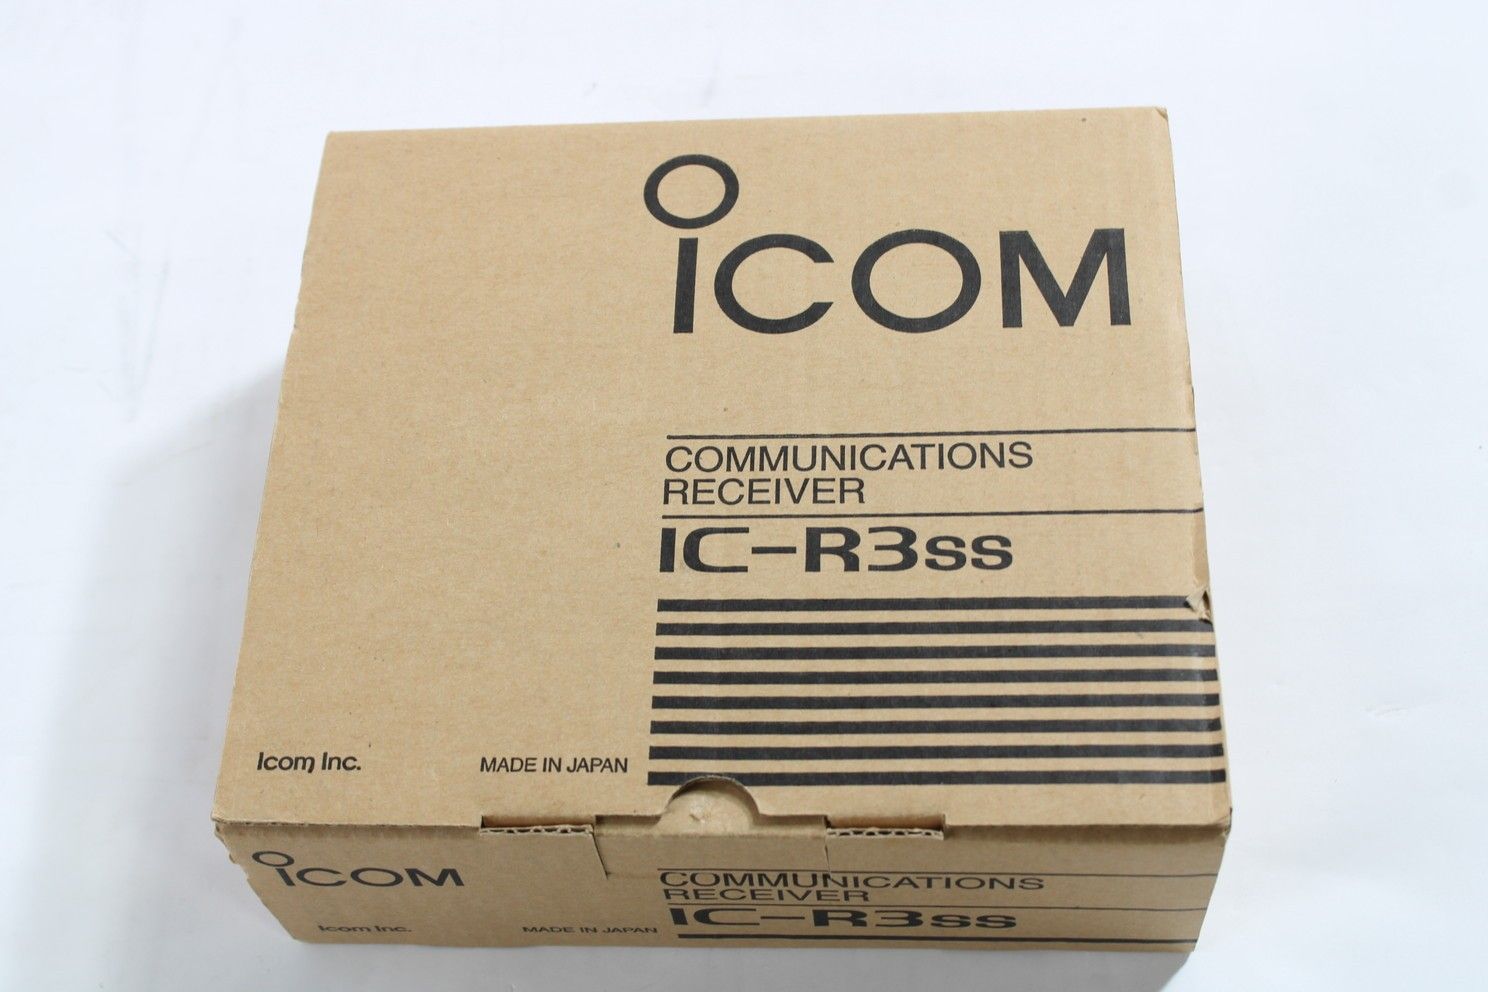 ICOM
COMMUNICATIONS
RECEIVER
IC-R3SS
Icom Inc.
MADE IN JAPAN
ICOM
COMMUNICATIONS
RECEIVER
IC-R3SS
Icom Inc.
MADE IN JAPAN